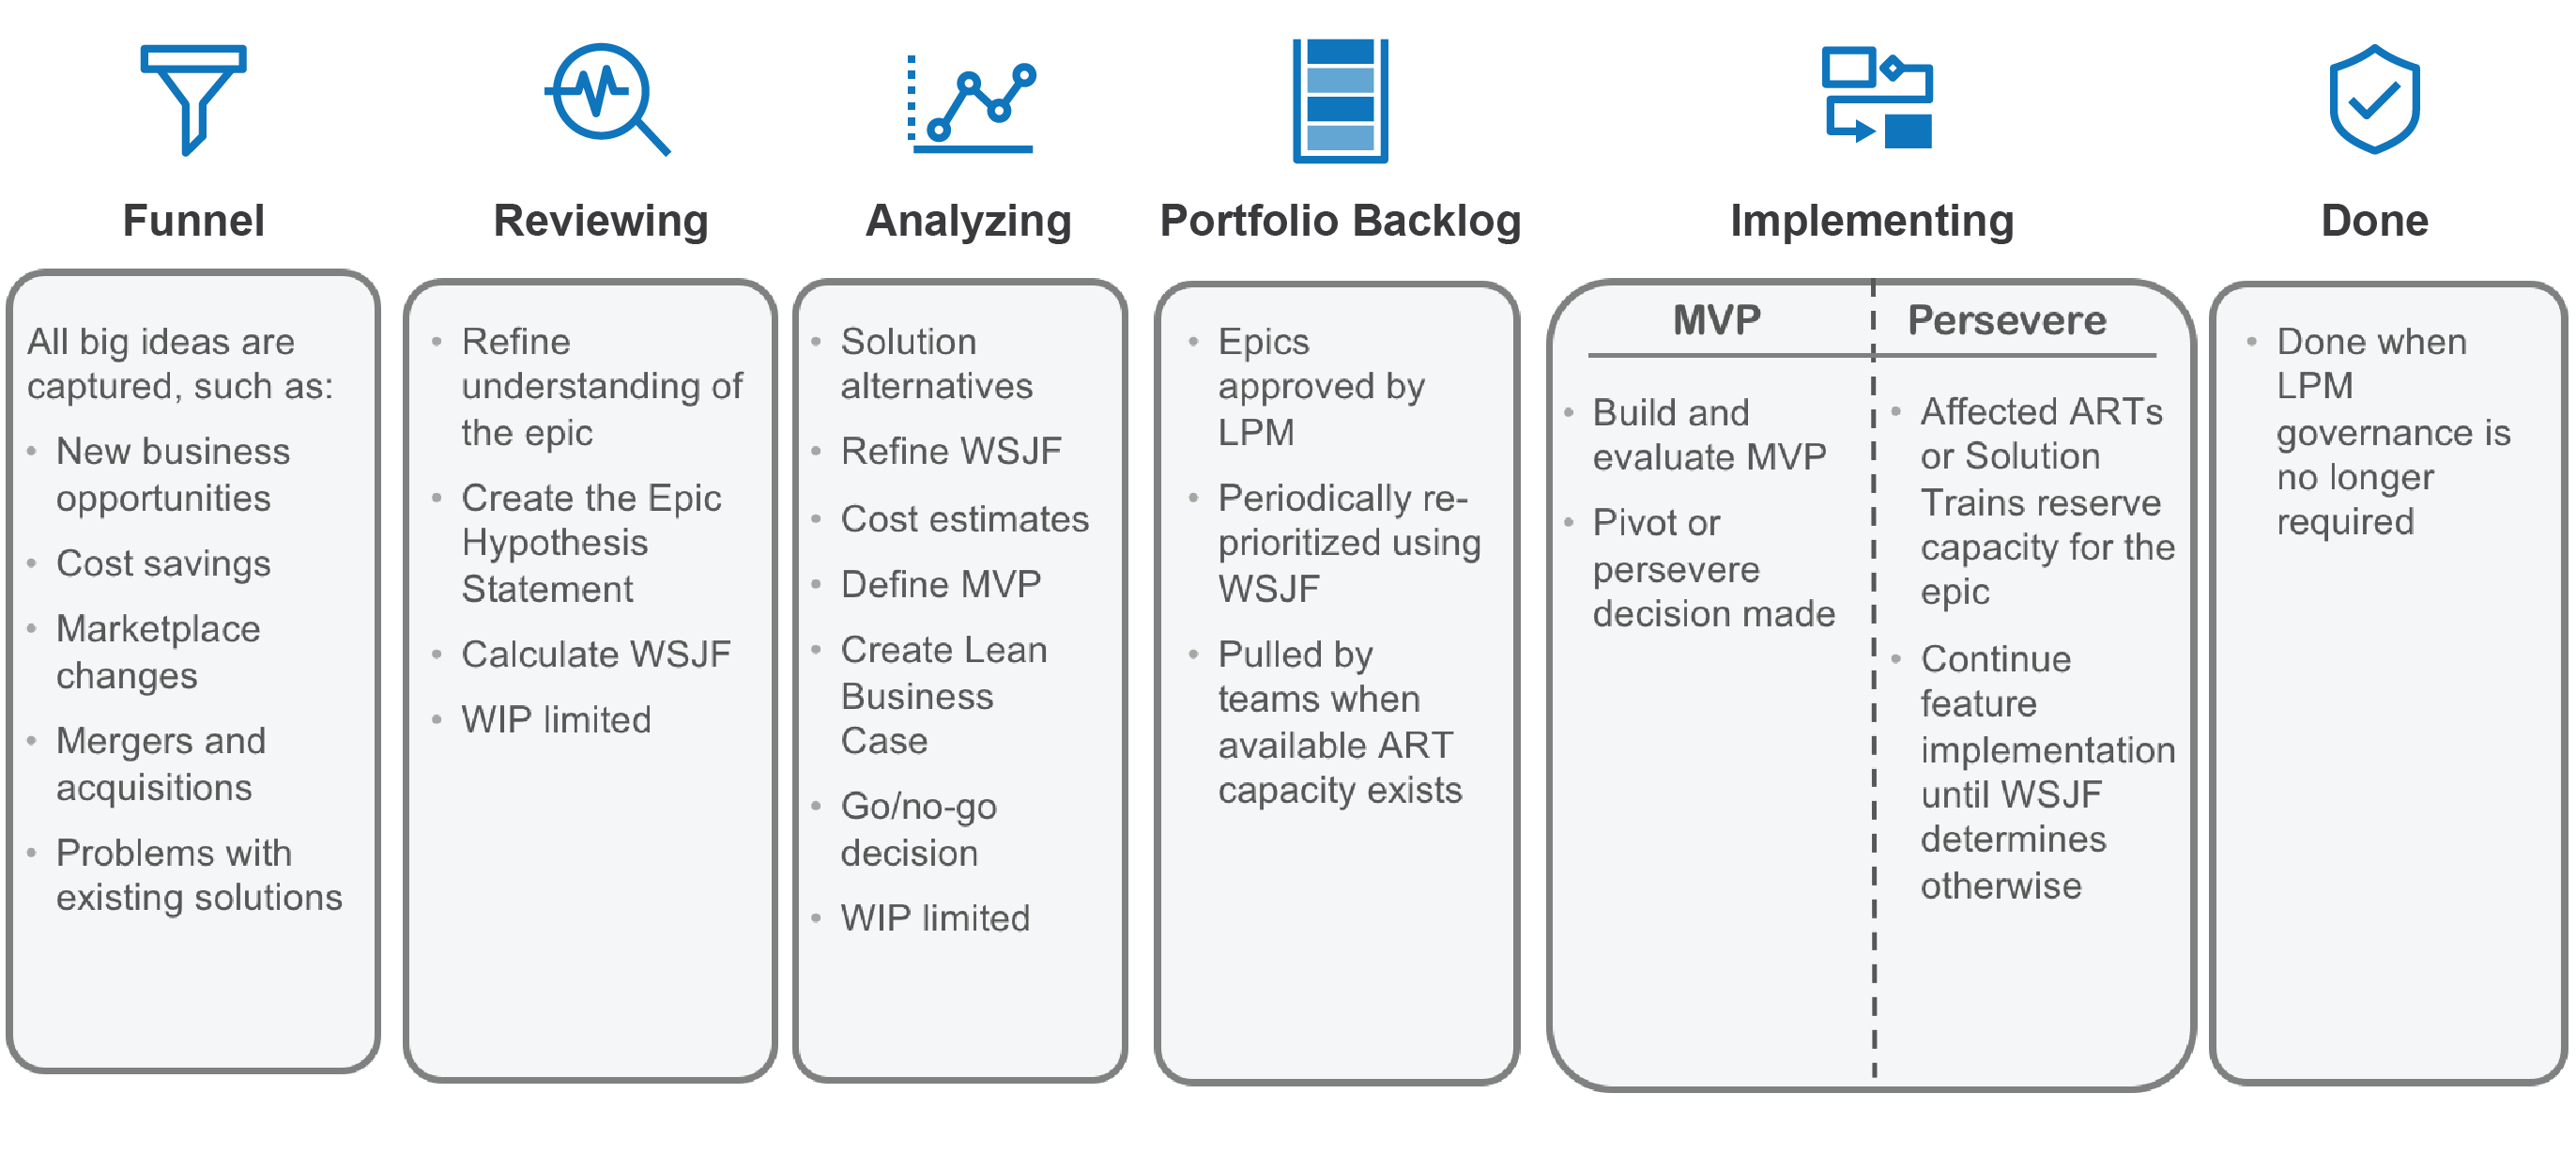 Funnel
All big ideas are
captured, such as:
• New business
opportunities
• Cost savings
• Marketplace
changes
• Mergers and
acquisitions
• Problems with
existing solutions
Reviewing
• Refine
understanding of
the epic
• Create the Epic
Hypothesis
Statement
• Calculate WSJF
• WIP limited
Analyzing
• Solution
alternatives
• Refine WSJF
• Cost estimates
• Define MVP
• Create Lean
Business
Case
• Go/no-go
decision
• WIP limited
Portfolio Backlog
• Epics
approved by
LPM
• Periodically re-
prioritized using
WSJF
• Pulled by
teams when
available ART
capacity exists
Implementing
MVP
• Build and
evaluate MVP
• Pivot or
persevere
decision made
Persevere
• Affected ARTs
or Solution
Trains reserve
capacity for the
epic
• Continue
feature
implementation
until WSJF
determines
otherwise
Done
• Done when
LPM
governance is
no longer
required